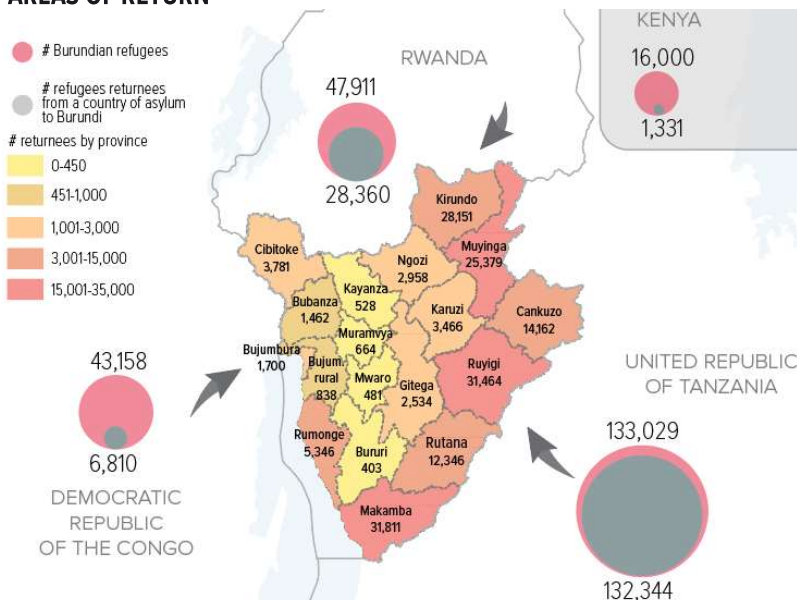 AREAS OF RETURN
# Burundian refugees
# refugees returnees
from a country of asylum
to Burundi
# returnees by province
0-450
451-1,000
1,001-3,000
3,001-15,000
15,001-35,000
RWANDA
47,911
28,360
KENYA
16,000
1,331
Kirundo
28,151
Muyinga
25,379
Cibitoke
3,781
Ngozi
2,958
Kayanza
528
Bubanza
1,462
Karuzi
3,466
Cankuzo
14,162
Muramvya
664
Bujumbura
1,700
Bujum.
rural
838
Mwaro
481
Gitega
2,534
Ruyigi
31,464
Rumonge
5,346
Bururi
403
Rutana
12,346
Makamba
31,811
43,158
6,810
DEMOCRATIC
REPUBLIC
OF THE CONGO
UNITED REPUBLIC
OF TANZANIA
133,029
132,344